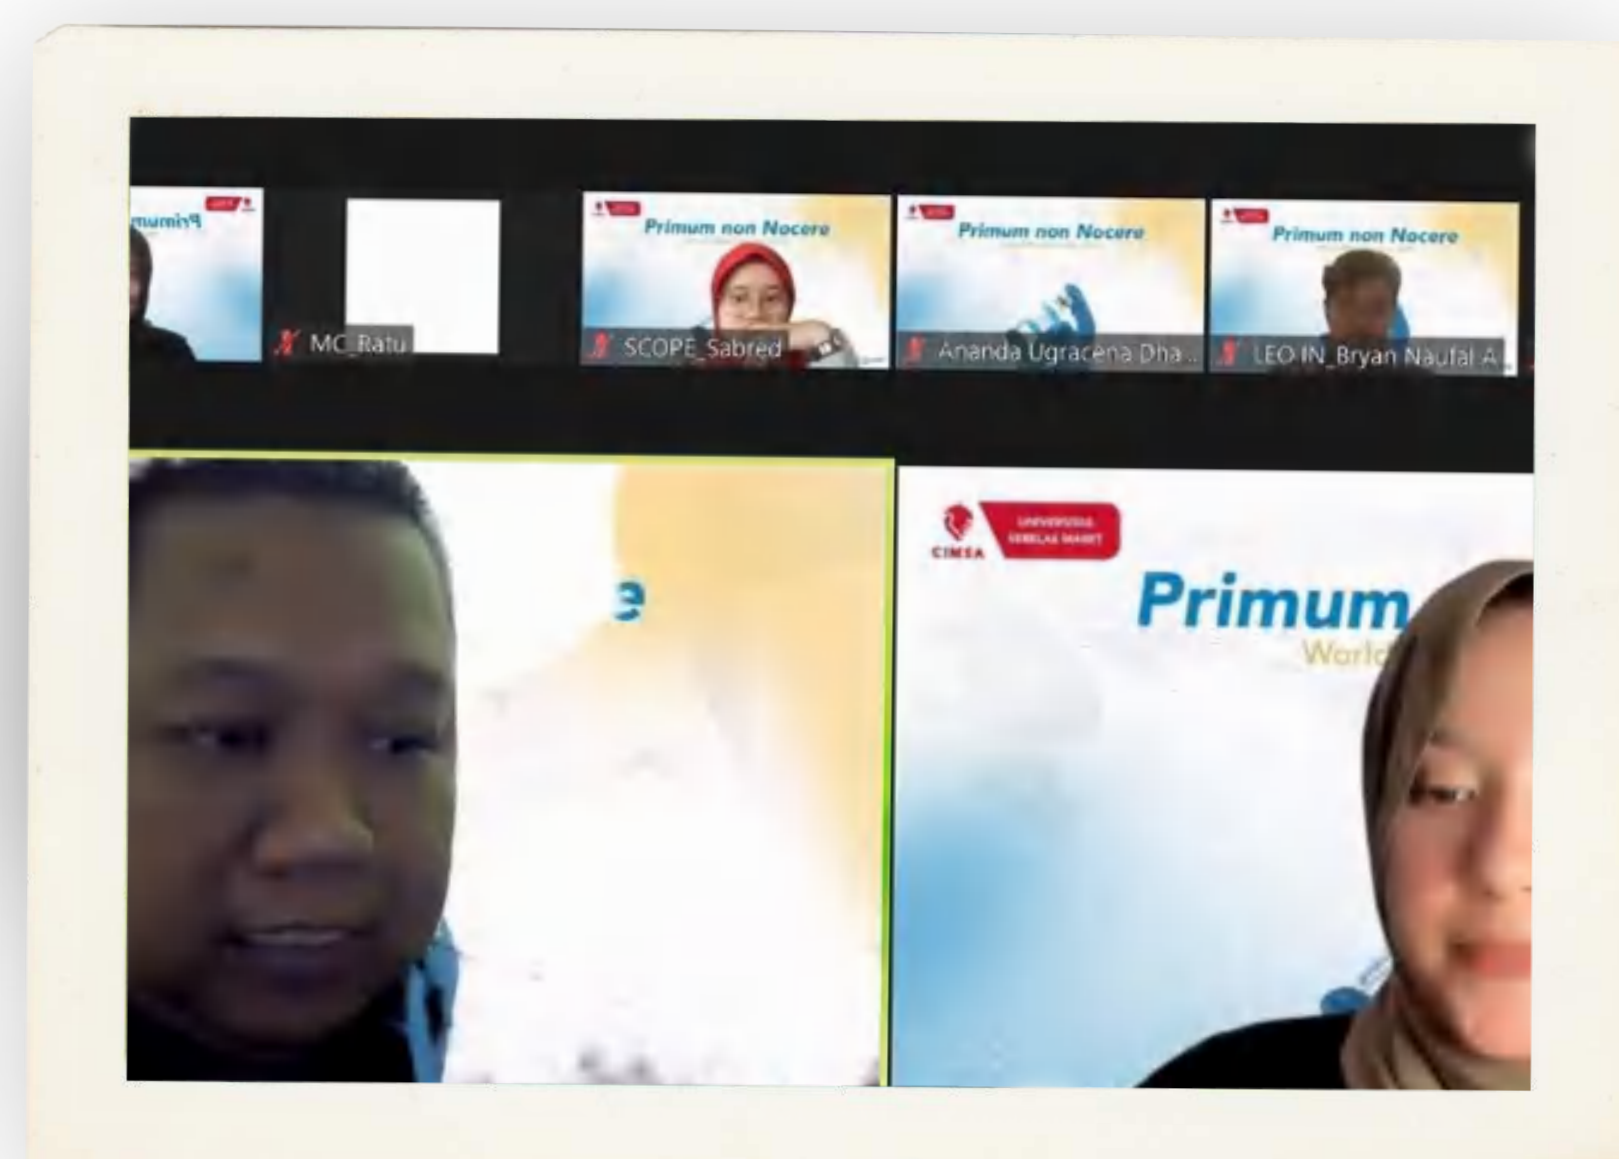 Primum
MC_Ratu
Primum non Nocere
SCOPE_Sabred
Primum non Nocere
Ananda Ugracena Dha...
Primum non Nocere
LEO IN_Bryan Naufal A
e
CIMSA
UNIVERSITAS
SEBELAS MARET
Primum
World